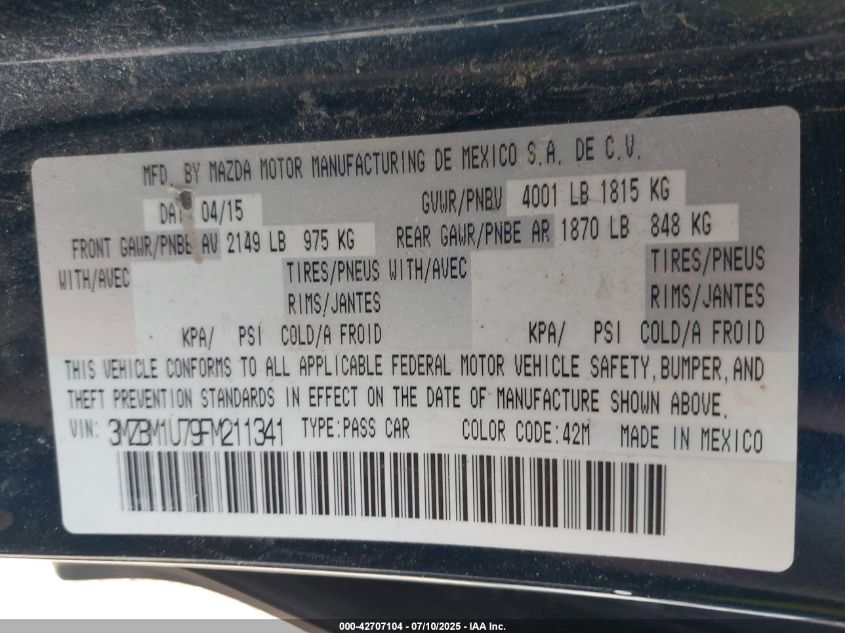 MFD. BY MAZDA MOTOR MANUFACTURING DE MEXICO S.A. DE C.V.
04/15 GVWR/PNBV 4001 LB 1815 KG
FRONT GAWR/PNBE AV 2149 LB 975 KG REAR GAWR/PNBE AR 1870 LB 848 KG
WITH/AVEC TIRES/PNEUS WITH/AVEC TIRES/PNEUS
RIMS/JANTES RIMS/JANTES
KPA/ PSI COLD/A FROID KPA/ PSI COLD/A FROID
THIS VEHICLE CONFORMS TO ALL APPLICABLE FEDERAL MOTOR VEHICLE SAFETY, BUMPER, AND
THEFT PREVENTION STANDARDS IN EFFECT ON THE DATE OF MANUFACTURE SHOWN ABOVE.
VIN: 3MZBM1U79FM211341 TYPE:PASS CAR COLOR CODE:42M MADE IN MEXICO
000-42707104 - 07/10/2025 - IAA Inc.